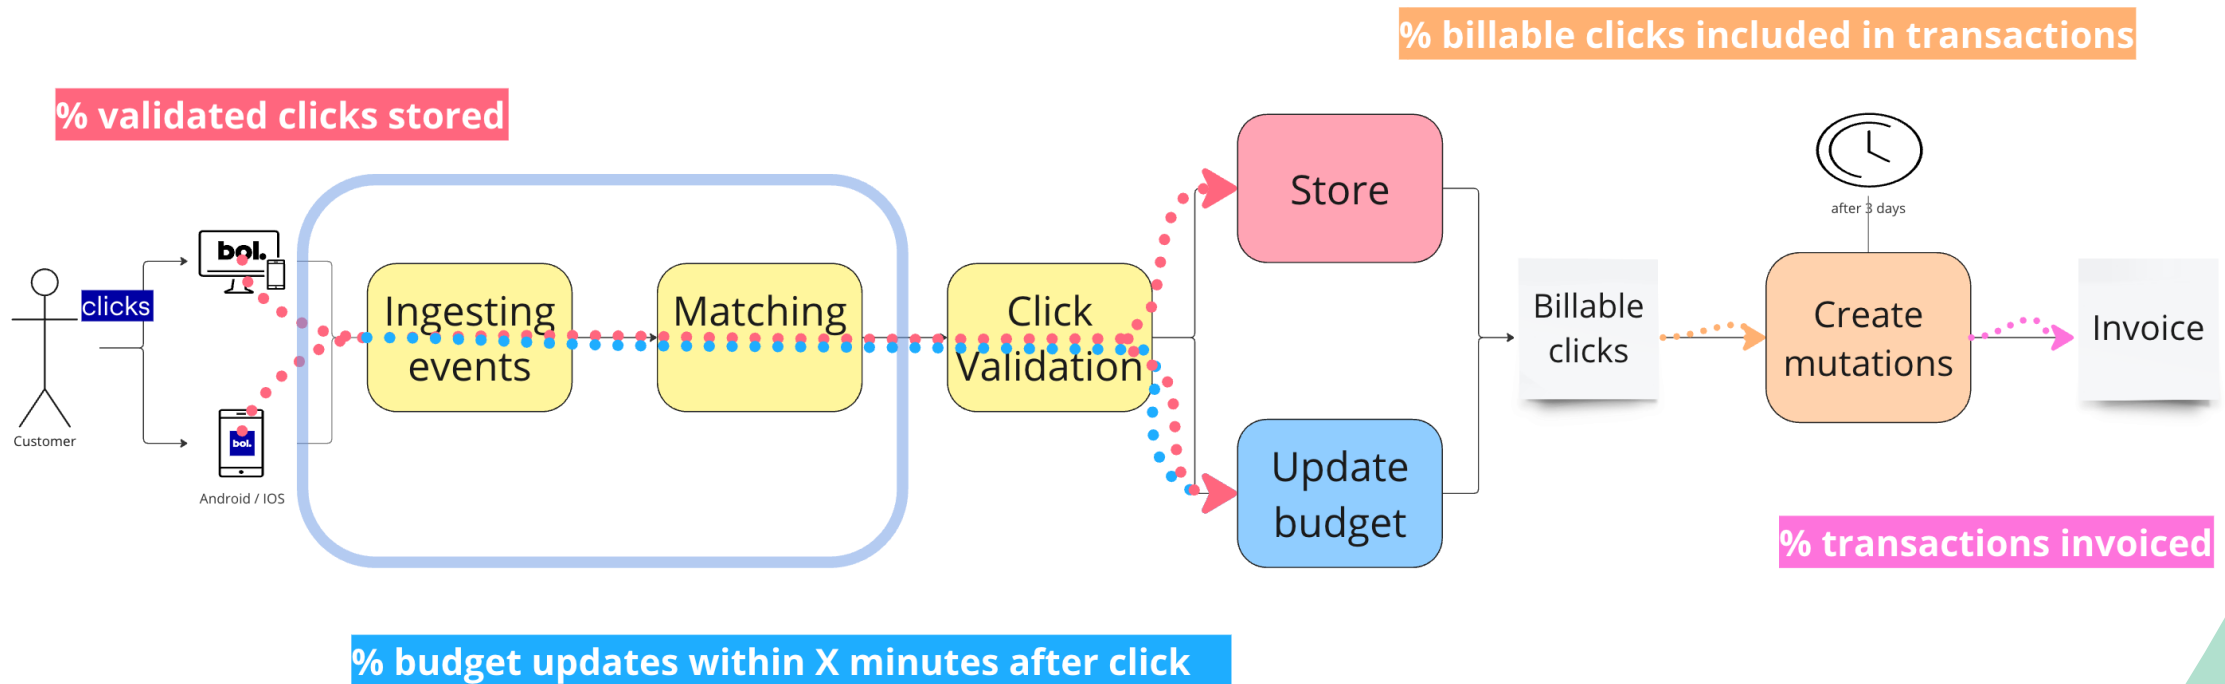 % billable clicks included in transactions
% validated clicks stored
clicks
bol.
bol.
Customer
Android / IOS
Ingesting
events
Matching
Click
Validation
Store
Update
budget
Billable
clicks
after 3 days
Create
mutations
Invoice
% transactions invoiced
% budget updates within X minutes after click